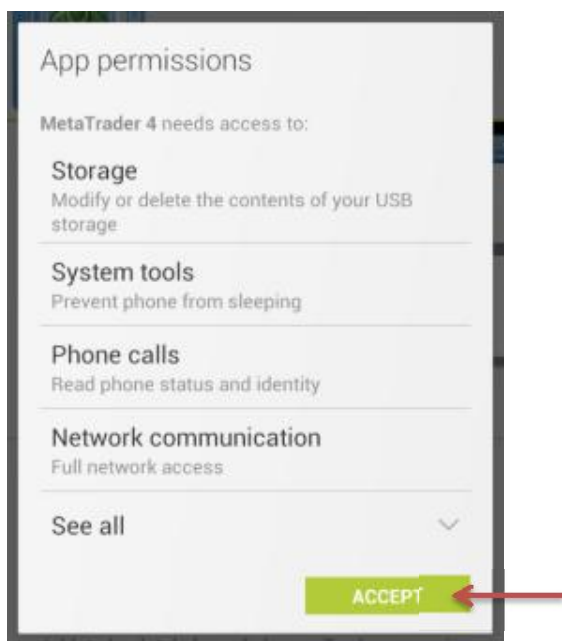 App permissions
MetaTrader 4 needs access to:
Storage
Modify or delete the contents of your USB
storage
System tools
Prevent phone from sleeping
Phone calls
Read phone status and identity
Network communication
Full network access
See all
ACCEPT